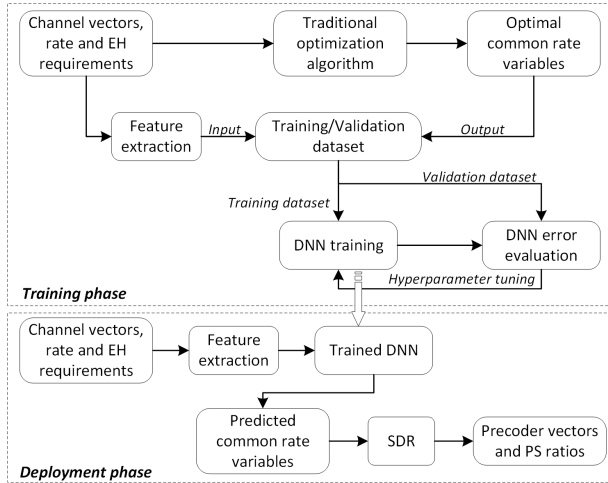 Channel vectors,
rate and EH
requirements
Traditional
optimization
algorithm
Optimal
common rate
variables
Feature
extraction
Input
Training/Validation
dataset
Output
Training dataset
Validation dataset
DNN training
DNN error
evaluation
Hyperparameter tuning
Training phase
Channel vectors,
rate and EH
requirements
Feature
extraction
Trained DNN
Predicted
common rate
variables
SDR
Precoder vectors
and PS ratios
Deployment phase